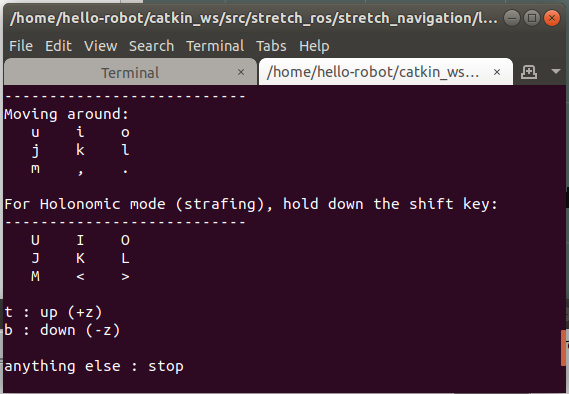 /home/hello-robot/catkin_ws/src/stretch_ros/stretch_navigation/l...
File Edit View Search Terminal Tabs Help
Terminal × /home/hello-robot/catkin_ws... ×
---------------------------
Moving around:
u i o
j k l
m , .
For Holonomic mode (strafing), hold down the shift key:
---------------------------
U I O
J K L
M < >
t : up (+z)
b : down (-z)
anything else : stop